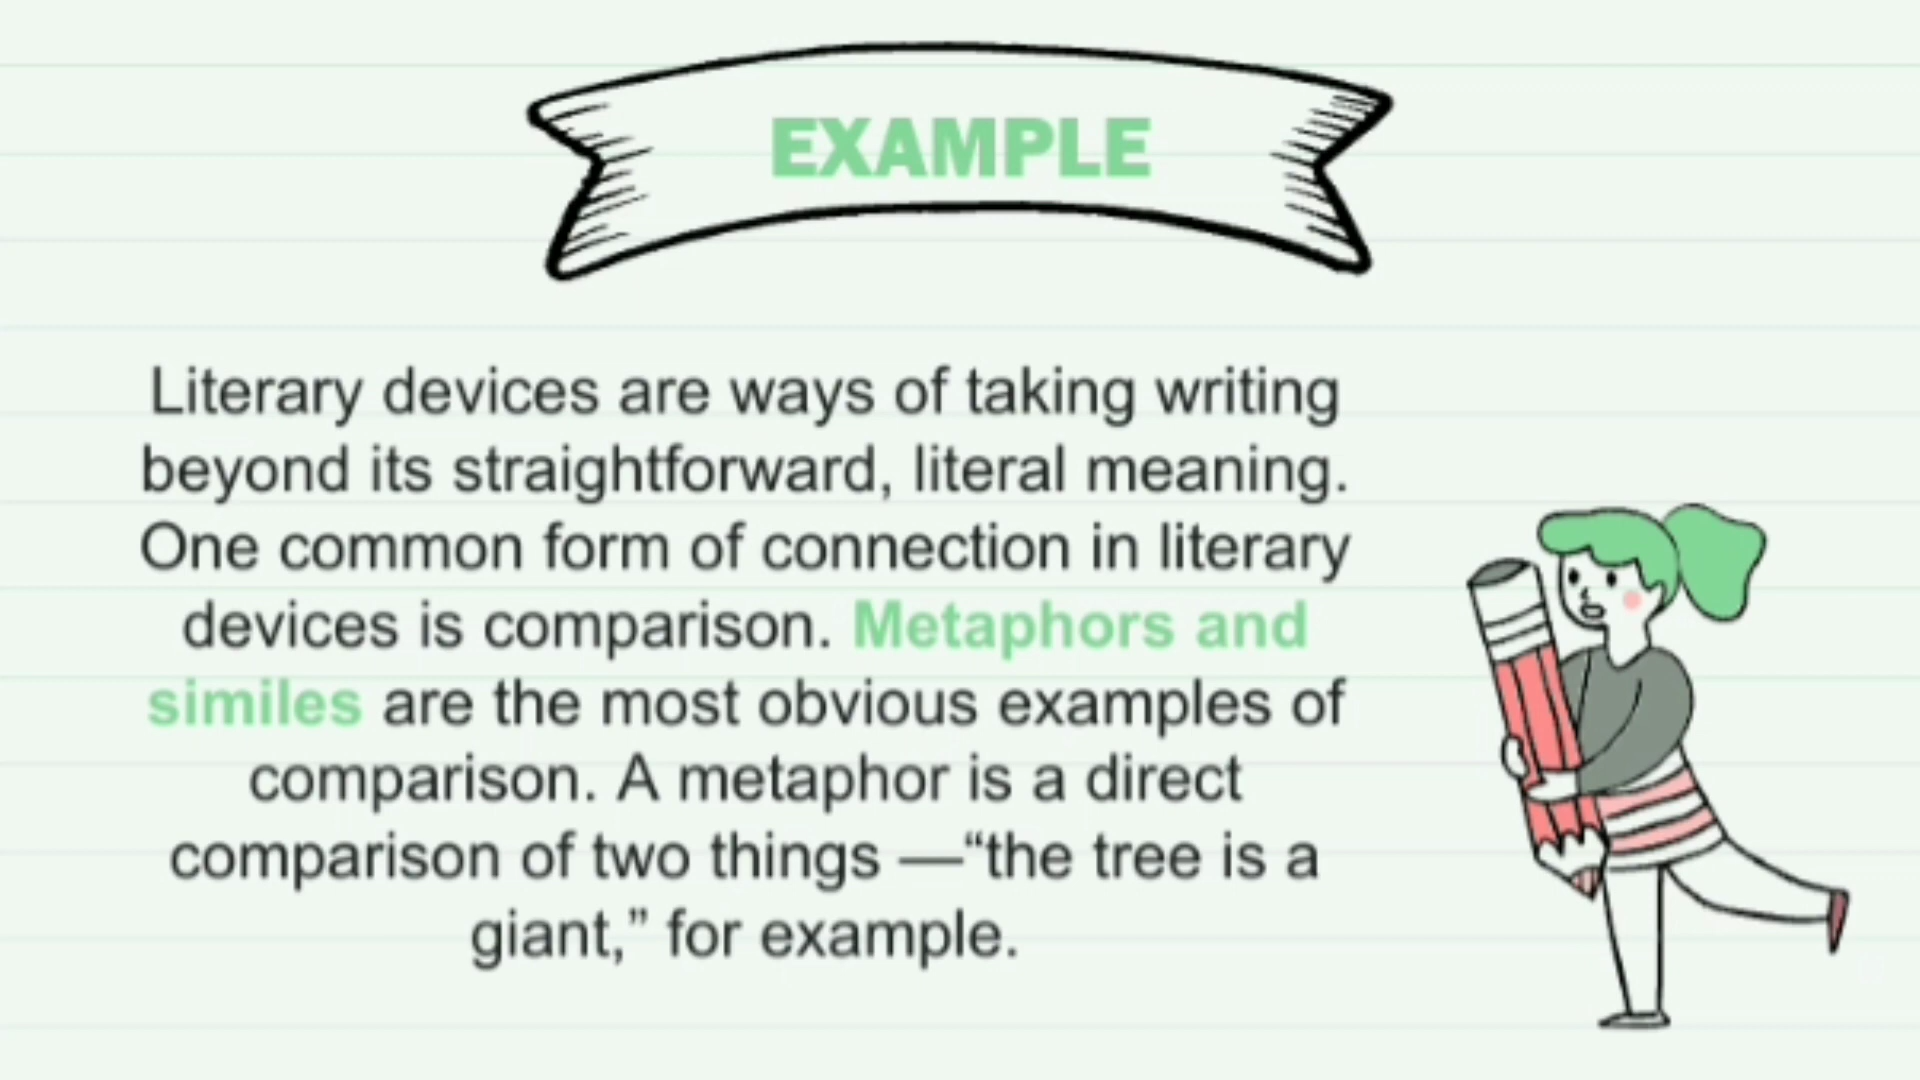 EXAMPLE
Literary devices are ways of taking writing
beyond its straightforward, literal meaning.
One common form of connection in literary
devices is comparison. Metaphors and
similes are the most obvious examples of
comparison. A metaphor is a direct
comparison of two things —“the tree is a
giant,” for example.